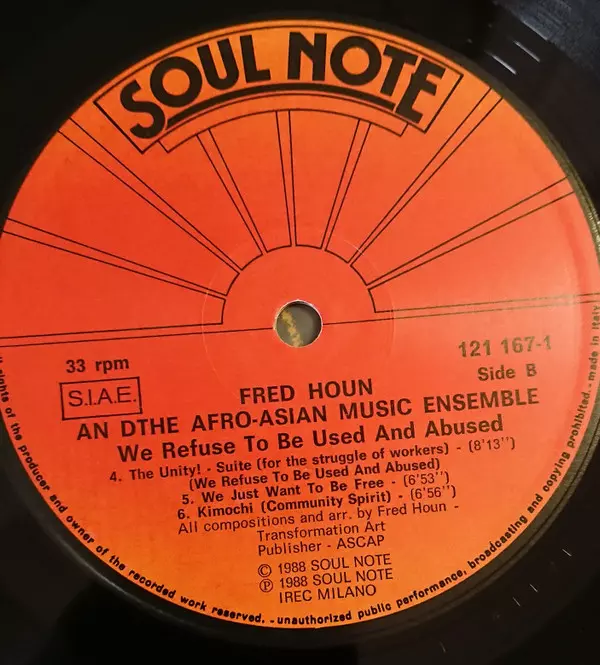 SOUL NOTE
33 rpm
121 167-1
S.I.A.E.
Side B
FRED HOUN
AN DTHE AFRO-ASIAN MUSIC ENSEMBLE
We Refuse To Be Used And Abused
4. The Unity! - Suite (for the struggle of workers) - (8'13'')
(We Refuse To Be Used And Abused)
5. We Just Want To Be Free - (6'53'')
6. Kimochi (Community Spirit) - (6'56'')
All compositions and arr. by Fred Houn -
Transformation Art
Publisher - ASCAP
© 1988 SOUL NOTE
℗ 1988 SOUL NOTE
IREC MILANO
rights of the producer and owner of the recorded work reserved. - unauthorized public performance, broadcasting and copying prohibited. - made in Italy